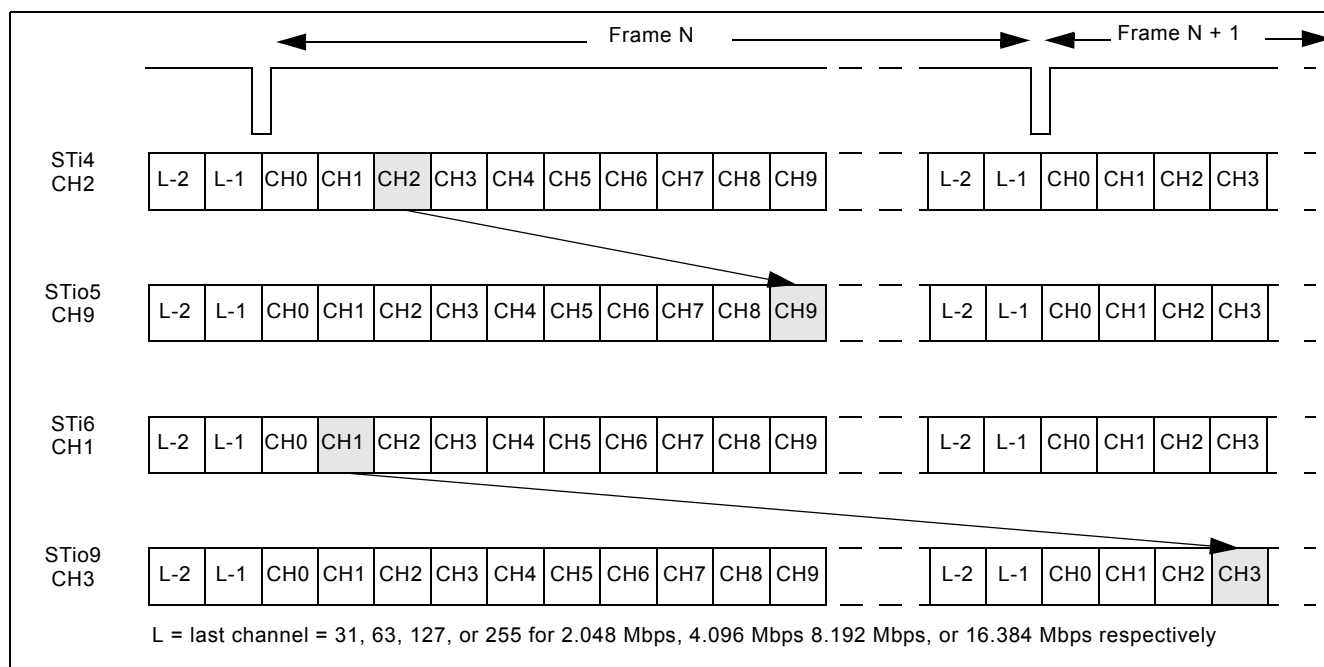 Frame N
Frame N + 1
STi4
CH2
L-2 L-1 CH0 CH1 CH2 CH3 CH4 CH5 CH6 CH7 CH8 CH9 L-2 L-1 CH0 CH1 CH2 CH3
STio5
CH9
L-2 L-1 CH0 CH1 CH2 CH3 CH4 CH5 CH6 CH7 CH8 CH9 L-2 L-1 CH0 CH1 CH2 CH3
STi6
CH1
L-2 L-1 CH0 CH1 CH2 CH3 CH4 CH5 CH6 CH7 CH8 CH9 L-2 L-1 CH0 CH1 CH2 CH3
STio9
CH3
L-2 L-1 CH0 CH1 CH2 CH3 CH4 CH5 CH6 CH7 CH8 CH9 L-2 L-1 CH0 CH1 CH2 CH3
L = last channel = 31, 63, 127, or 255 for 2.048 Mbps, 4.096 Mbps 8.192 Mbps, or 16.384 Mbps respectively